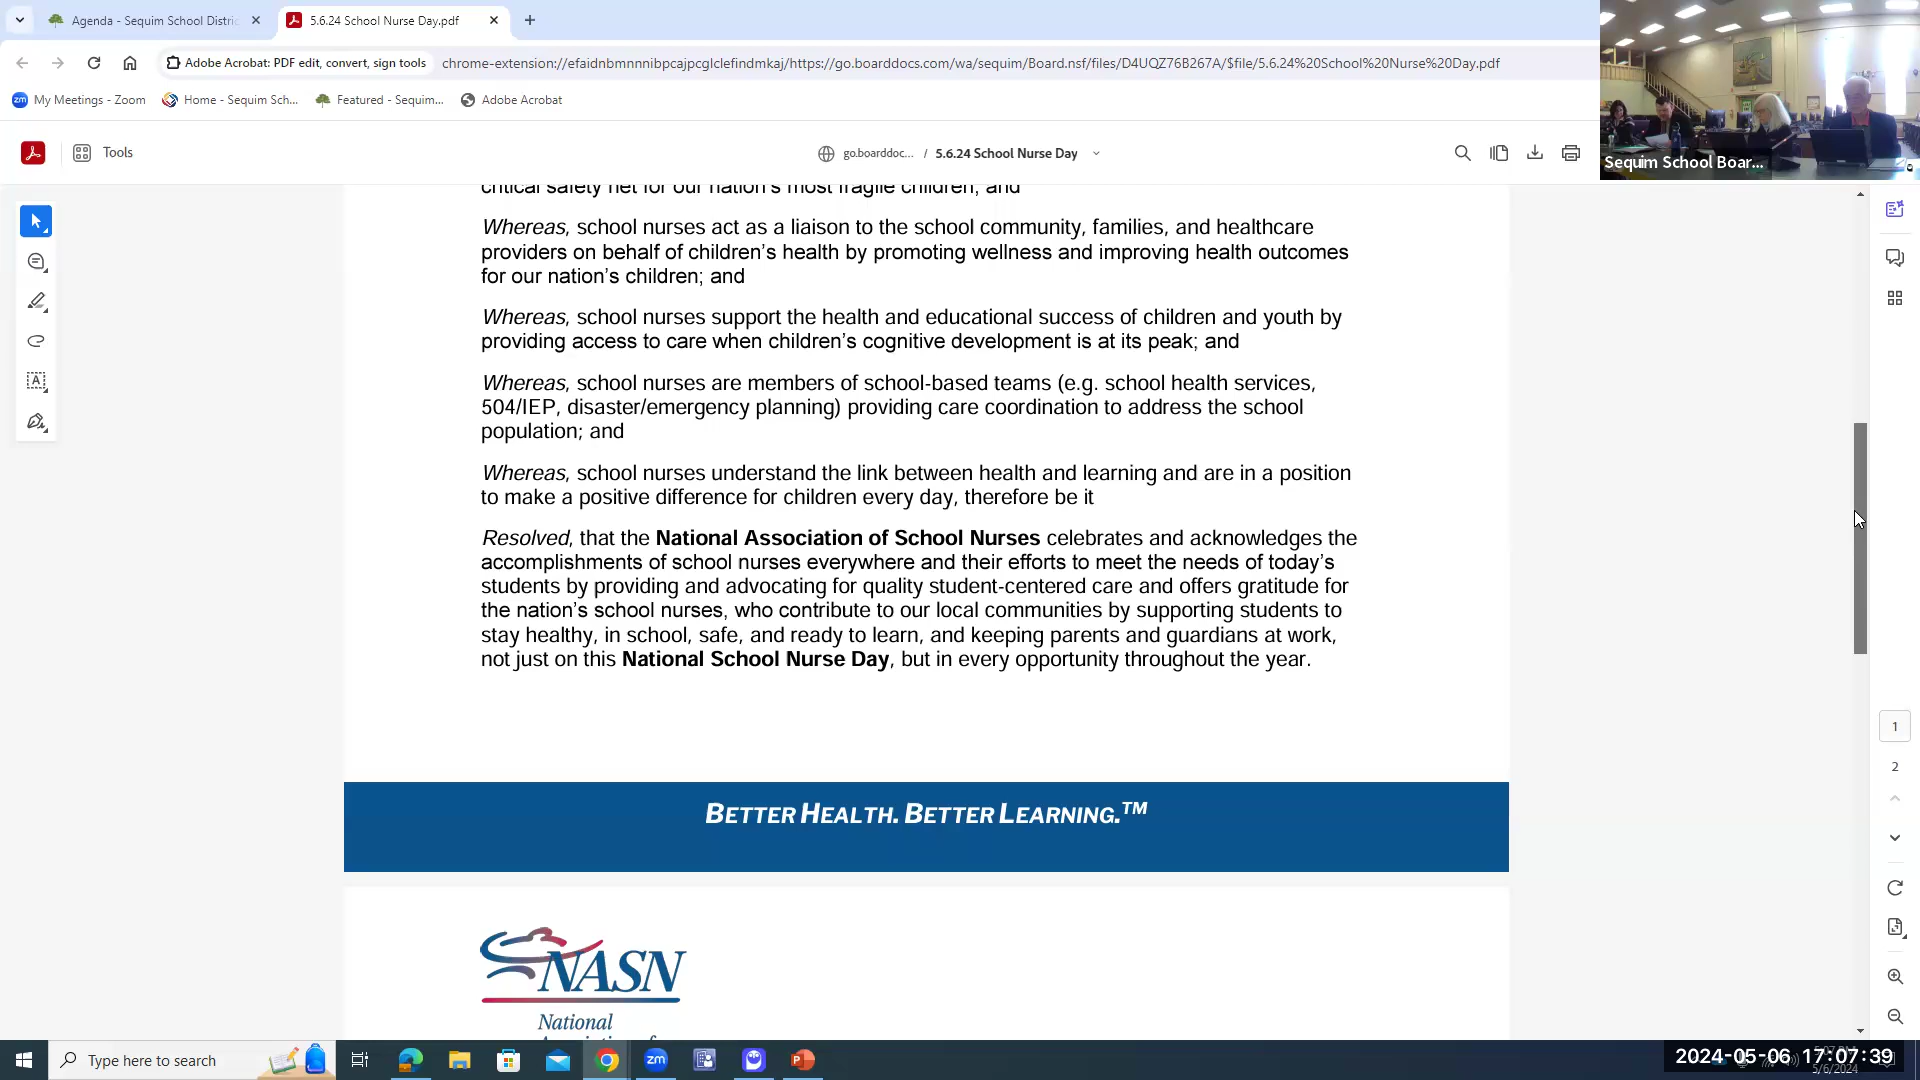 Agenda - Sequim School Distric
5.6.24 School Nurse Day.pdf
Adobe Acrobat: PDF edit, convert, sign tools
chrome-extension://efaidnbmnnnibpcajpcglclefindmkaj/https://go.boarddocs.com/wa/sequim/Board.nsf/files/D4UQZ76B267A/$file/5.6.24%20School%20Nurse%20Day.pdf
My Meetings - Zoom
Home - Sequim Sch...
Featured - Sequim...
Adobe Acrobat
Tools
go.boarddoc... / 5.6.24 School Nurse Day
Sequim School Boar...
critical safety net for our nation's most fragile children; and
Whereas, school nurses act as a liaison to the school community, families, and healthcare
providers on behalf of children's health by promoting wellness and improving health outcomes
for our nation's children; and
Whereas, school nurses support the health and educational success of children and youth by
providing access to care when children's cognitive development is at its peak; and
Whereas, school nurses are members of school-based teams (e.g. school health services,
504/IEP, disaster/emergency planning) providing care coordination to address the school
population; and
Whereas, school nurses understand the link between health and learning and are in a position
to make a positive difference for children every day, therefore be it
Resolved, that the National Association of School Nurses celebrates and acknowledges the
accomplishments of school nurses everywhere and their efforts to meet the needs of today's
students by providing and advocating for quality student-centered care and offers gratitude for
the nation's school nurses, who contribute to our local communities by supporting students to
stay healthy, in school, safe, and ready to learn, and keeping parents and guardians at work,
not just on this National School Nurse Day, but in every opportunity throughout the year.
BETTER HEALTH. BETTER LEARNING.™
1
2
NASN
National
Type here to search
2024-05-06 17:07:39
5/6/2024